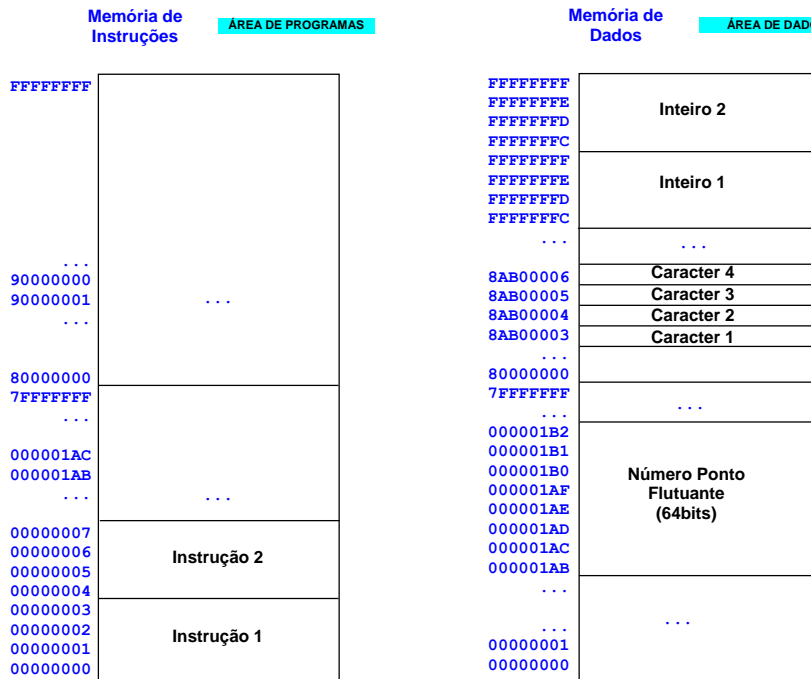 Memória de
Instruções
ÁREA DE PROGRAMAS
FFFFFFFF
...
90000000
90000001
...
...
80000000
7FFFFFFF
...
000001AC
000001AB
...
...
00000007
00000006
00000005
00000004
Instrução 2
00000003
00000002
00000001
00000000
Instrução 1
Memória de
Dados
ÁREA DE DADO
FFFFFFFF
FFFFFFFE
FFFFFFFD
FFFFFFFC
Inteiro 2
FFFFFFFF
FFFFFFFE
FFFFFFFD
FFFFFFFC
Inteiro 1
...
...
8AB00006
Caracter 4
8AB00005
Caracter 3
8AB00004
Caracter 2
8AB00003
Caracter 1
...
80000000
7FFFFFFF
...
...
000001B2
000001B1
000001B0
000001AF
000001AE
000001AD
000001AC
000001AB
Número Ponto
Flutuante
(64bits)
...
...
...
00000001
00000000